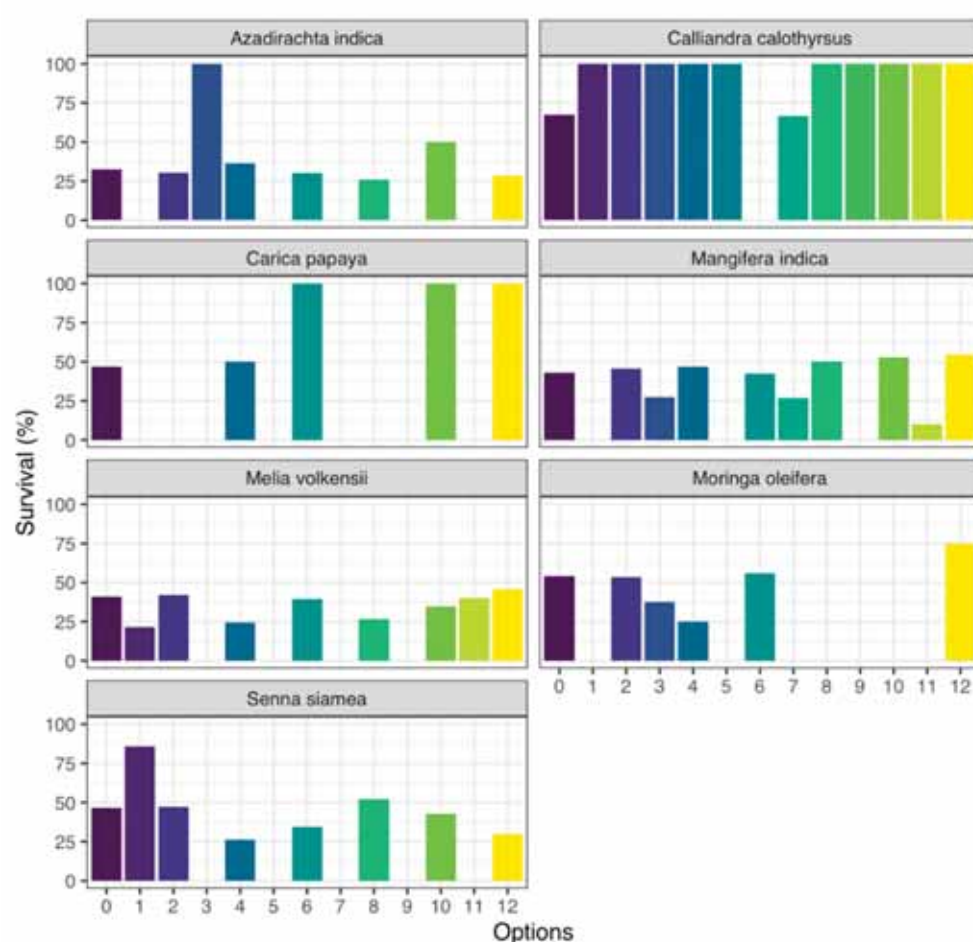 Azadirachta indica
Calliandra calothyrsus
100
75
50
25
0
Carica papaya
Mangifera indica
100
75
50
25
0
Survival (%)
Melia volkensii
Moringa oleifera
100
75
50
25
0
0 1 2 3 4 5 6 7 8 9 10 11 12
Senna siamea
100
75
50
25
0
0 1 2 3 4 5 6 7 8 9 10 11 12
Options